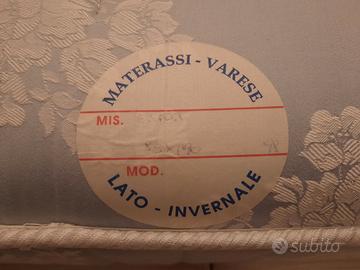 MATERASSI - VARESE
MIS.
MOD.
LATO - INVERNALE
subito